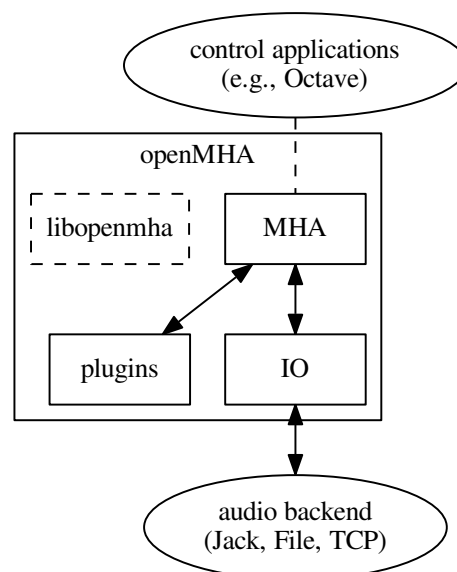 control applications
(e.g., Octave)
openMHA
libopenmha
MHA
plugins
IO
audio backend
(Jack, File, TCP)